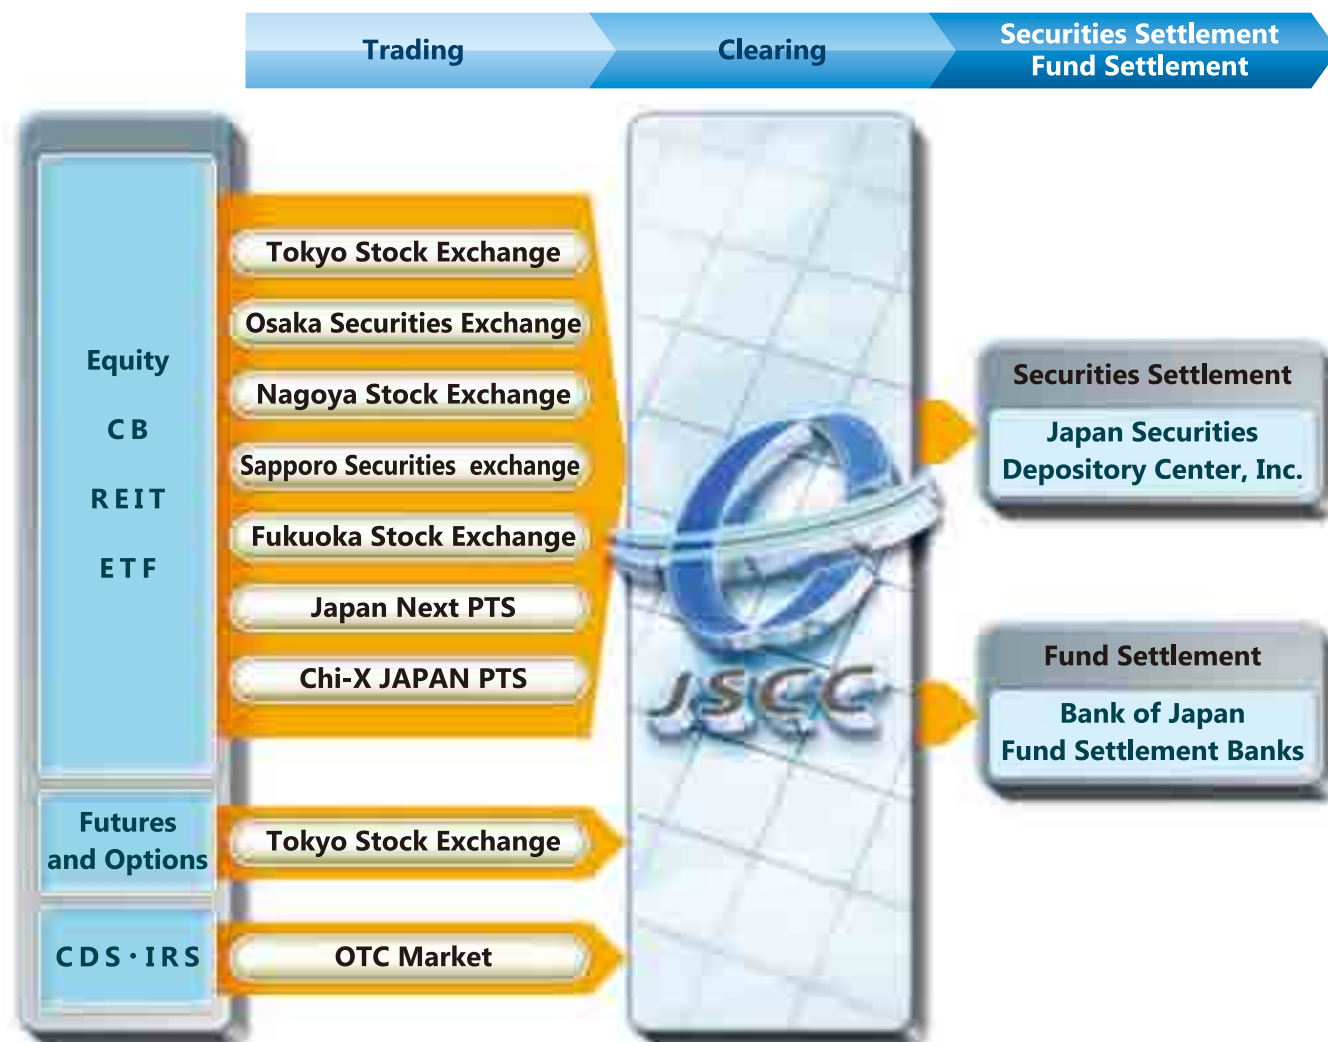 Trading
Clearing
Securities Settlement
Fund Settlement
Equity
CB
REIT
ETF
Tokyo Stock Exchange
Osaka Securities Exchange
Nagoya Stock Exchange
Sapporo Securities exchange
Fukuoka Stock Exchange
Japan Next PTS
Chi-X JAPAN PTS
Futures
and Options
Tokyo Stock Exchange
CDS・IRS
OTC Market
JSCC
Securities Settlement
Japan Securities
Depository Center, Inc.
Fund Settlement
Bank of Japan
Fund Settlement Banks